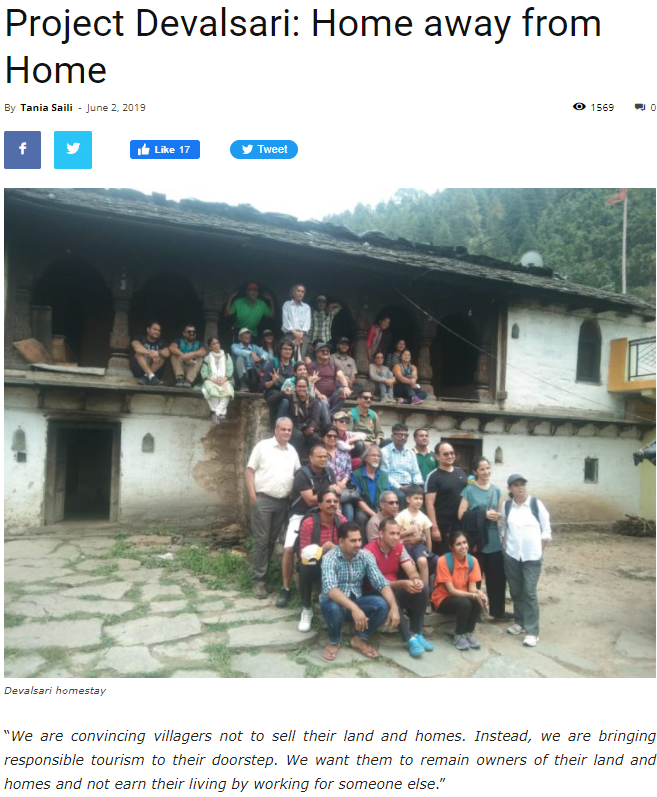 Project Devalsari: Home away from
Home
By Tania Saili - June 2, 2019 1569 0
f Like 17 Tweet
Devalsari homestay
“We are convincing villagers not to sell their land and homes. Instead, we are bringing
responsible tourism to their doorstep. We want them to remain owners of their land and
homes and not earn their living by working for someone else.”